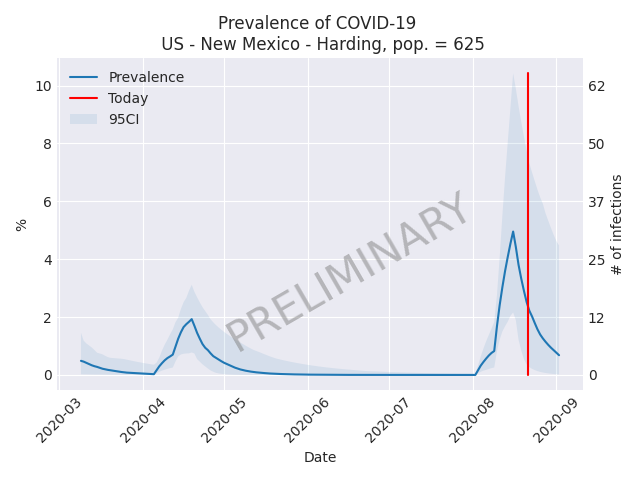 Prevalence of COVID-19
US - New Mexico - Harding, pop. = 625
Prevalence
Today
95CI
PRELIMINARY
10
8
6
4
2
0
%
62
50
37
25
12
0
# of infections
2020-03
2020-04
2020-05
2020-06
2020-07
2020-08
2020-09
Date